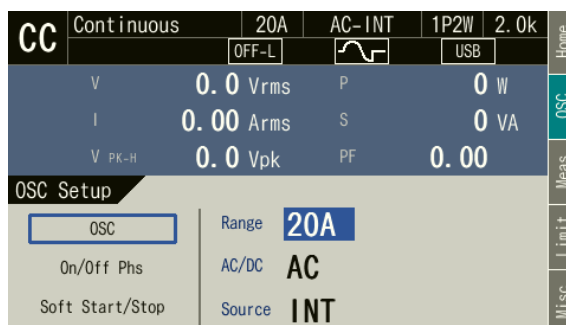 CC Continuous 20A AC-INT 1P2W 2.0k
OFF-L USB
V 0.0 Vrms P 0 W
I 0.00 Arms S 0 VA
V PK-H 0.0 Vpk PF 0.00
OSC Setup
OSC Range 20A
On/Off Phs AC/DC AC
Soft Start/Stop Source INT
Home
OSC
Meas
Limit
Misc